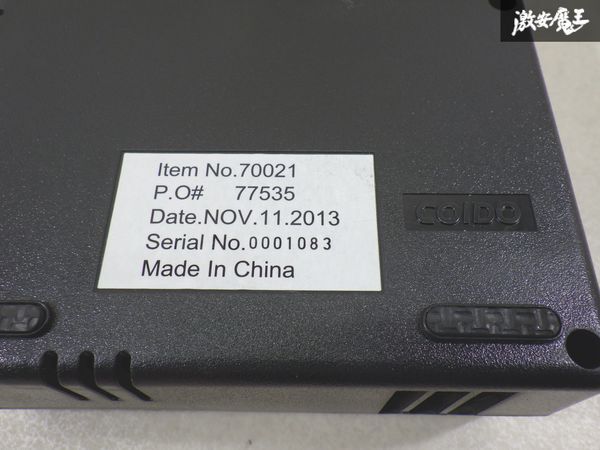 激安魔王
Item No.70021
P.O# 77535
Date.NOV.11.2013
Serial No.0001083
Made In China
COIDO